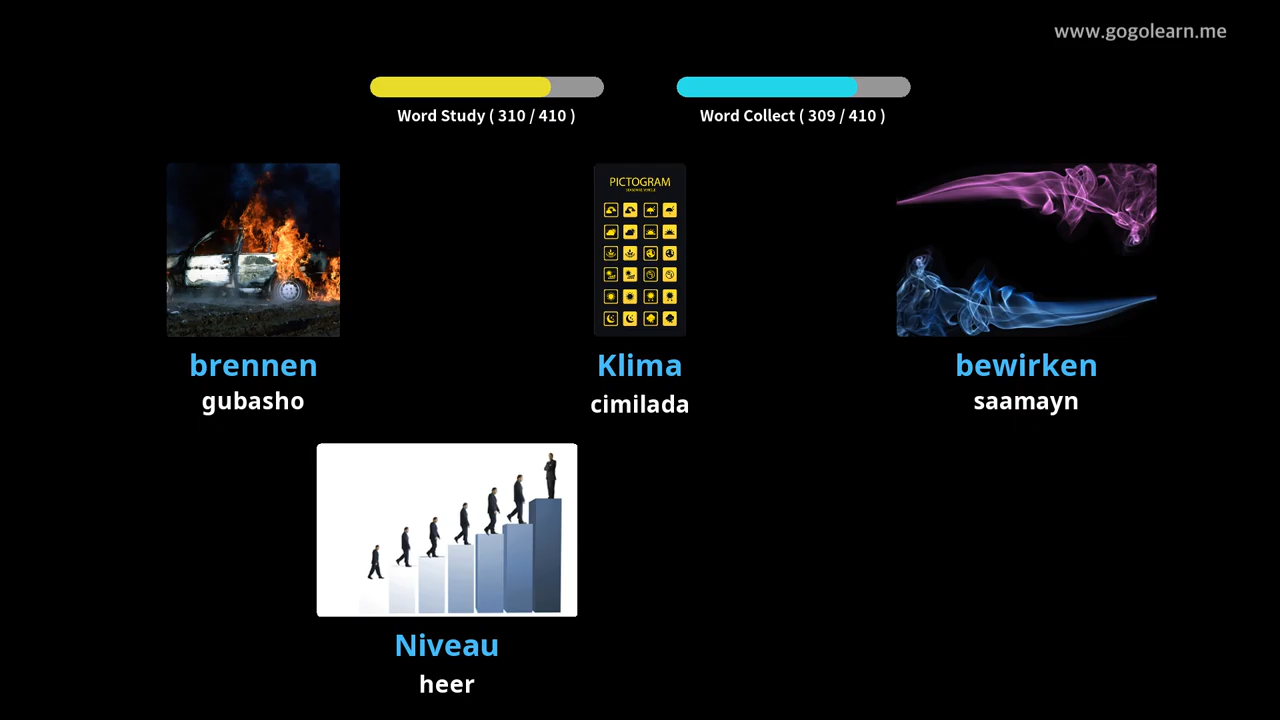 www.gogolearn.me
Word Study ( 310 / 410 )
Word Collect ( 309 / 410 )
PICTOGRAM
brennen
Klima
bewirken
gubasho
cimilada
saamayn
Niveau
heer